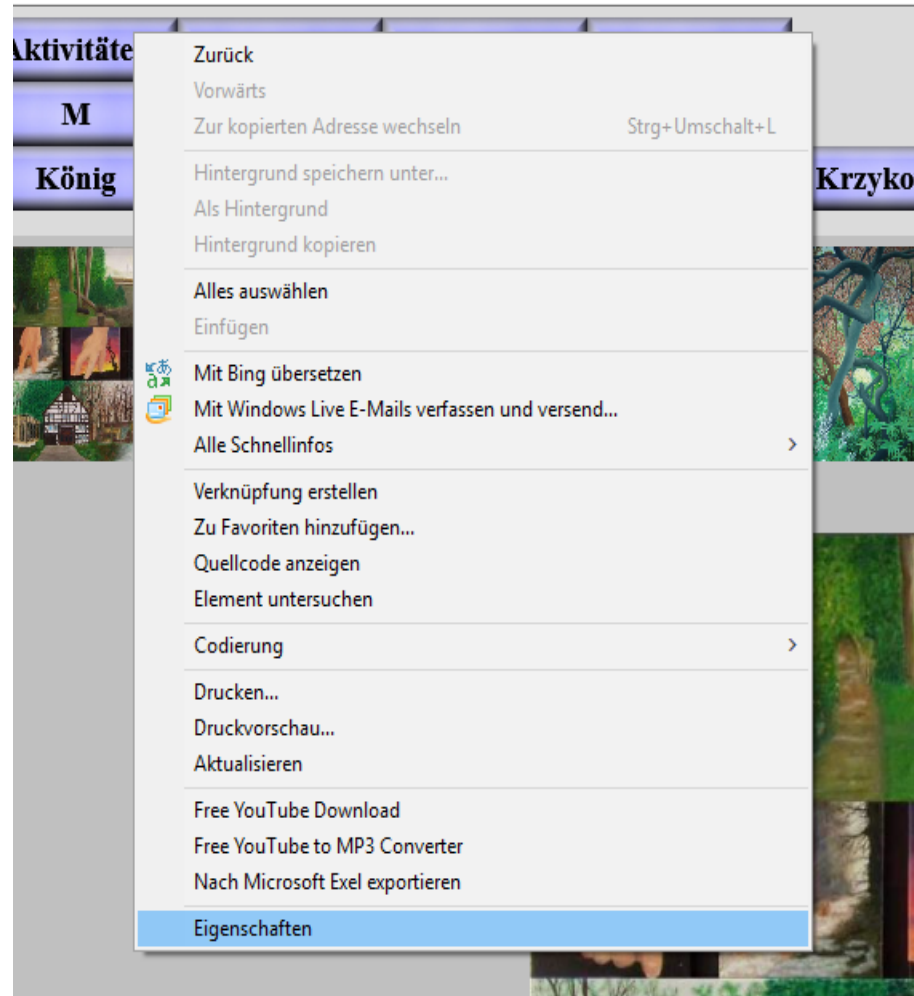 Aktivitäte
M
König
Krzyko
Zurück
Vorwärts
Zur kopierten Adresse wechseln Strg+Umschalt+L
Hintergrund speichern unter...
Als Hintergrund
Hintergrund kopieren
Alles auswählen
Einfügen
Mit Bing übersetzen
Mit Windows Live E-Mails verfassen und versend...
Alle Schnellinfos
Verknüpfung erstellen
Zu Favoriten hinzufügen...
Quellcode anzeigen
Element untersuchen
Codierung
Drucken...
Druckvorschau...
Aktualisieren
Free YouTube Download
Free YouTube to MP3 Converter
Nach Microsoft Exel exportieren
Eigenschaften